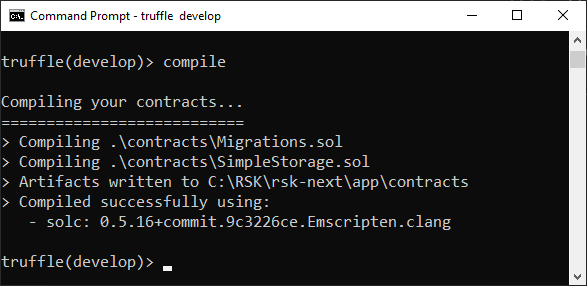 Command Prompt - truffle  develop
truffle(develop)> compile
Compiling your contracts...
===========================
> Compiling .\contracts\Migrations.sol
> Compiling .\contracts\SimpleStorage.sol
> Artifacts written to C:\RSK\rsk-next\app\contracts
> Compiled successfully using:
   - solc: 0.5.16+commit.9c3226ce.Emscripten.clang
truffle(develop)>